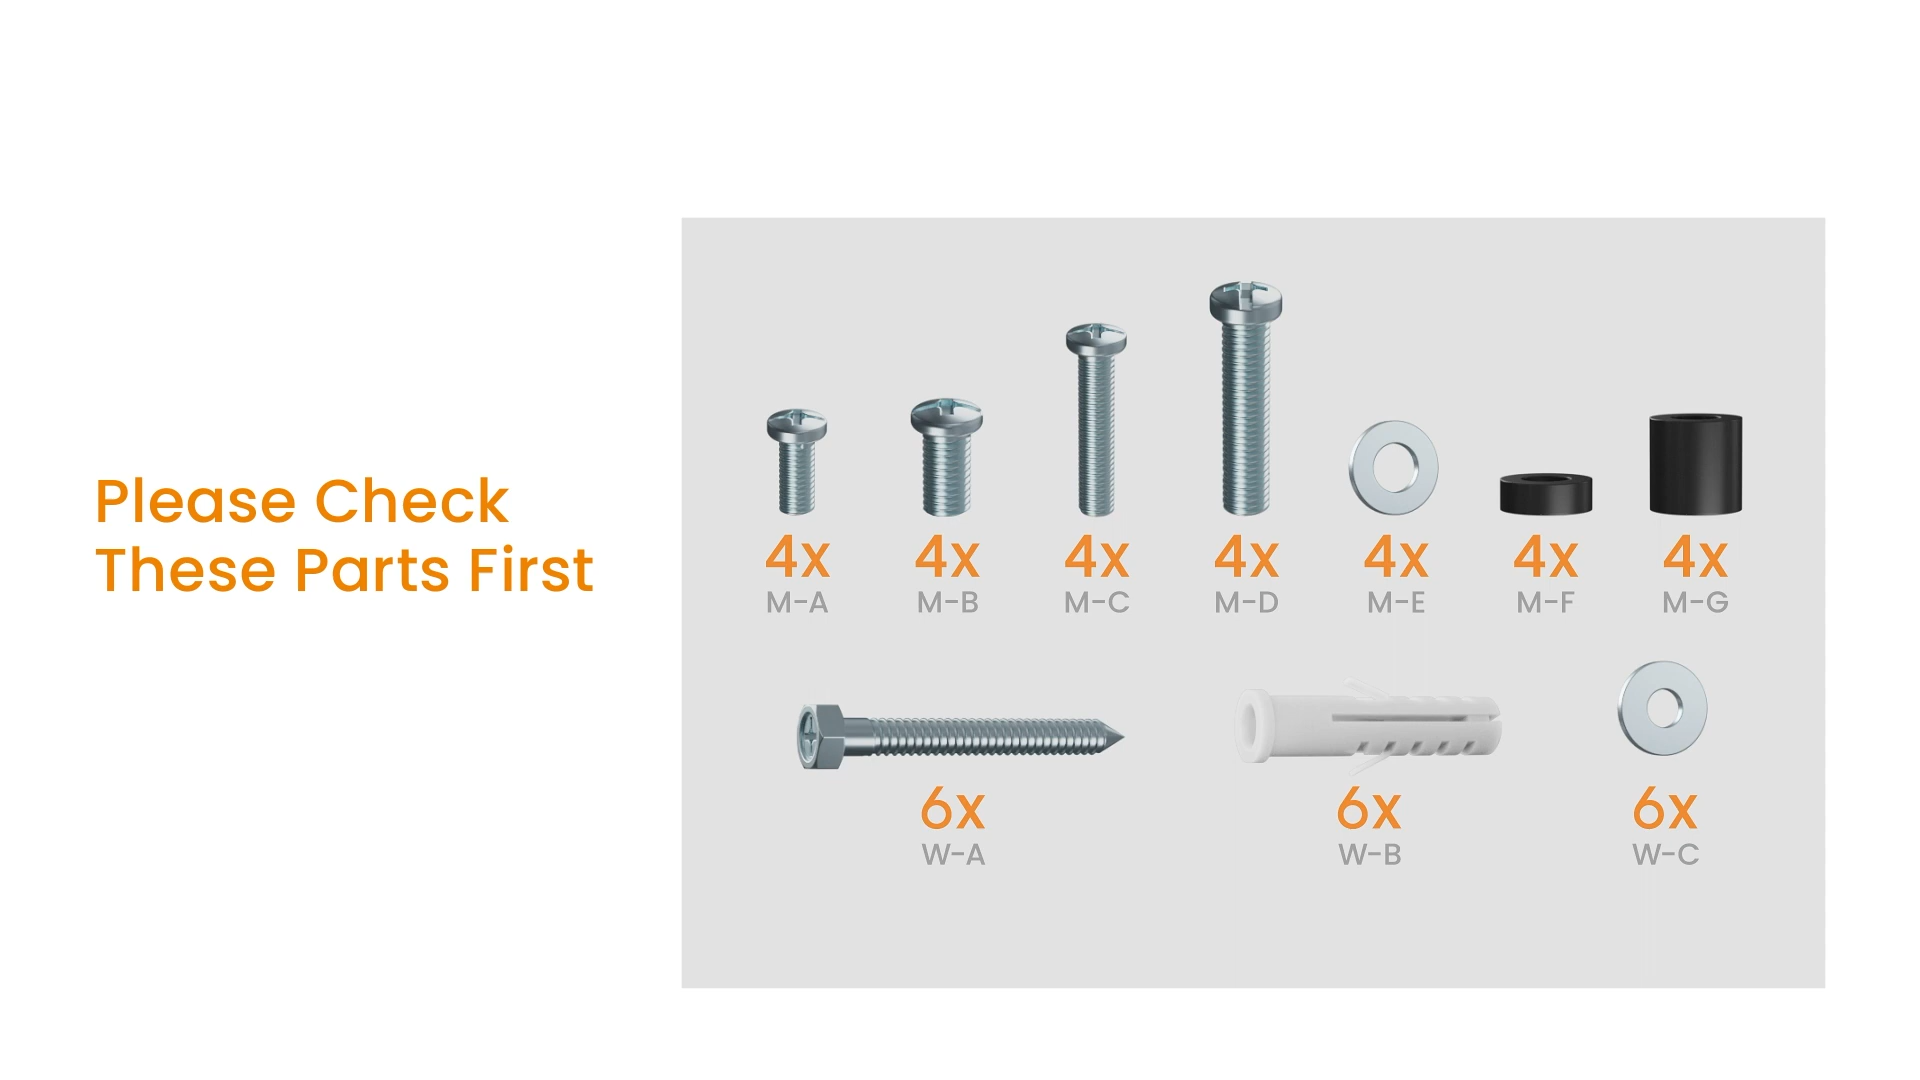 Please Check
These Parts First
4x 4x 4x 4x 4x 4x 4x
M-A M-B M-C M-D M-E M-F M-G
6x 6x 6x
W-A W-B W-C